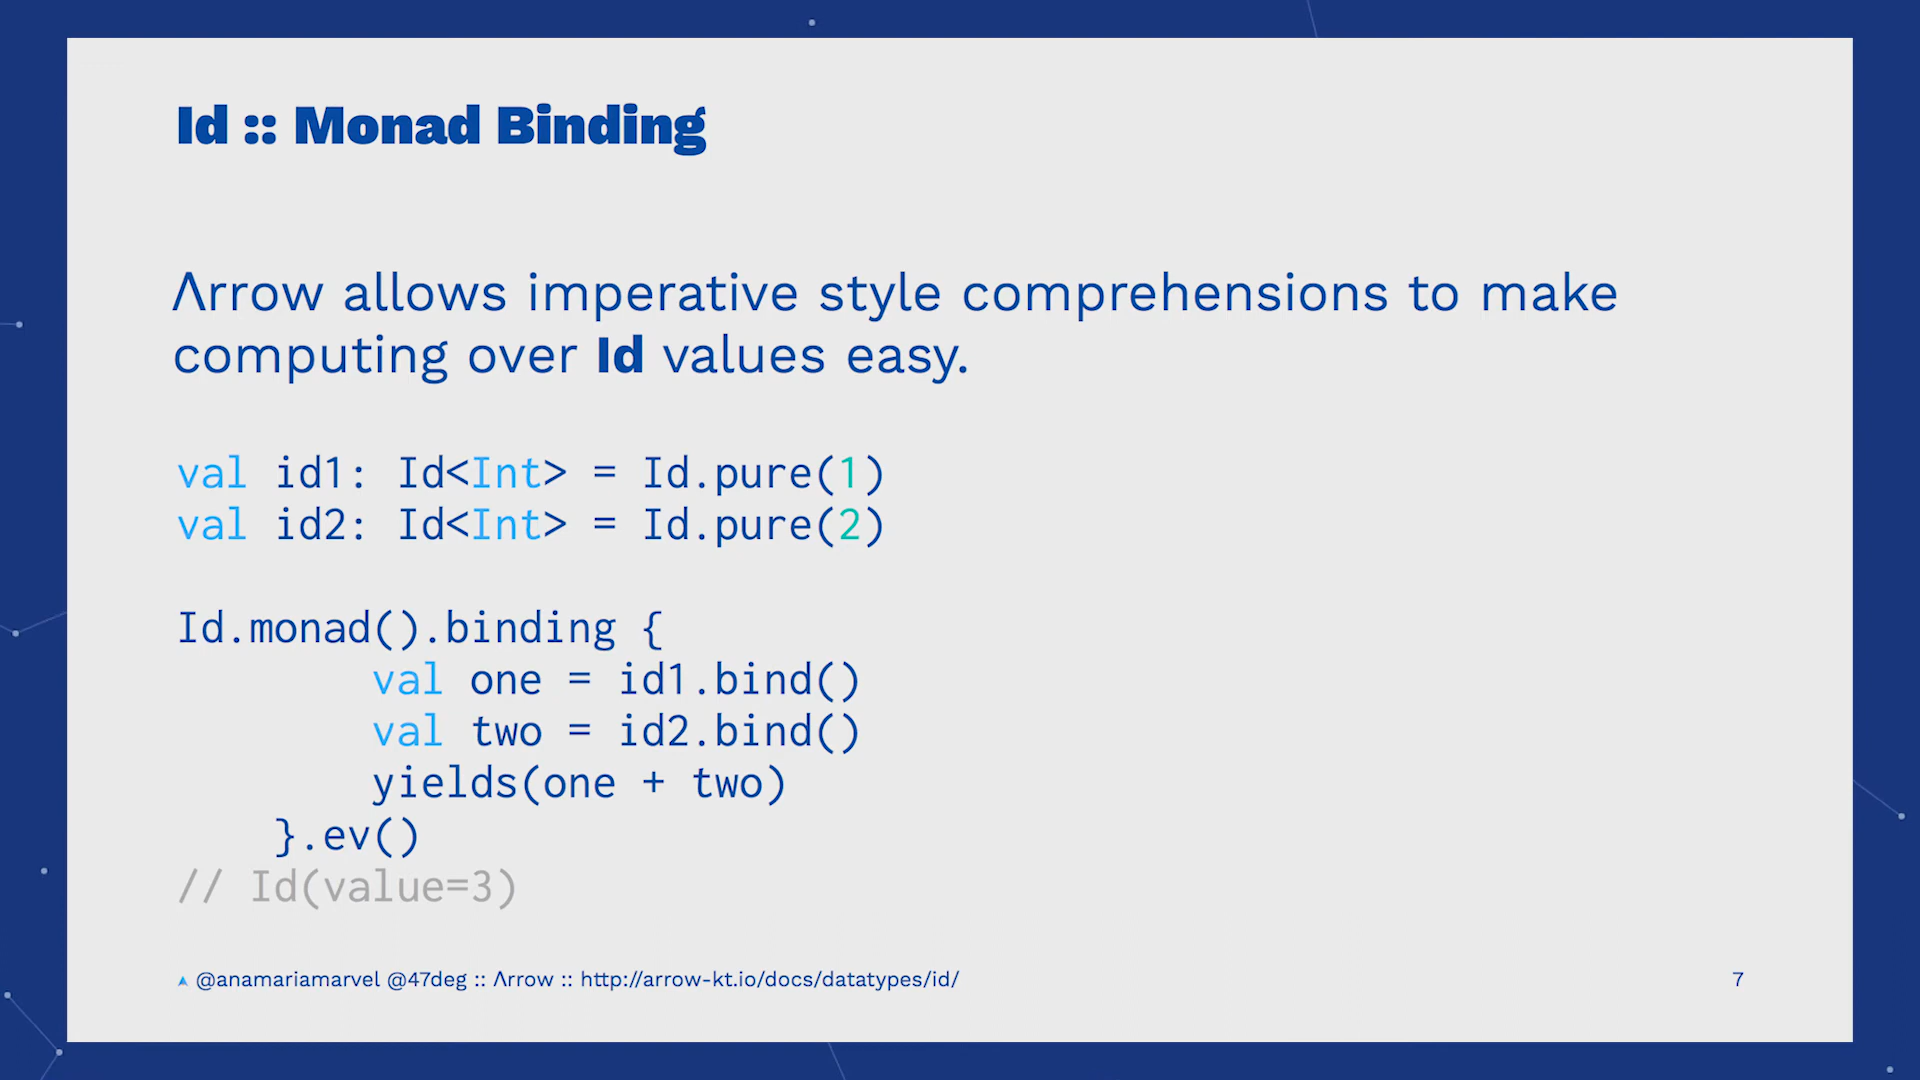 Id :: Monad Binding
Λrrow allows imperative style comprehensions to make
computing over Id values easy.
val id1: Id<Int> = Id.pure(1)
val id2: Id<Int> = Id.pure(2)
Id.monad().binding {
val one = id1.bind()
val two = id2.bind()
yields(one + two)
}.ev()
// Id(value=3)
@anamariamarvel @47deg :: Λrrow :: http://arrow-kt.io/docs/datatypes/id/
7